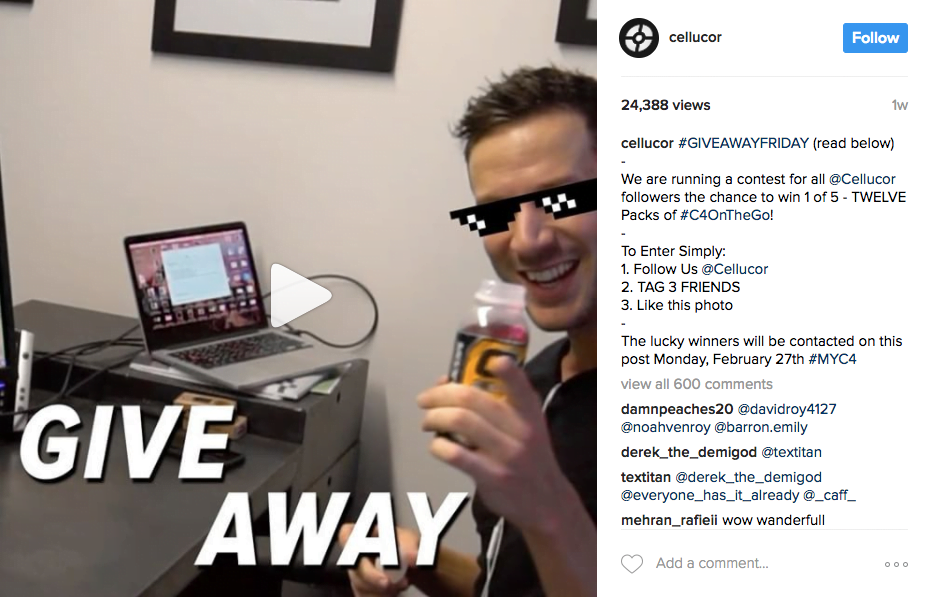 GIVE
AWAY
cellucor
Follow
24,388 views
1w
cellucor #GIVEAWAYFRIDAY (read below)
-
We are running a contest for all @Cellucor
followers the chance to win 1 of 5 - TWELVE
Packs of #C4OnTheGo!
-
To Enter Simply:
1. Follow Us @Cellucor
2. TAG 3 FRIENDS
3. Like this photo
-
The lucky winners will be contacted on this
post Monday, February 27th #MYC4
view all 600 comments
damnpeaches20 @davidroy4127
@noahvenroy @barron.emily
derek_the_demigod @textitan
textitan @derek_the_demigod
@everyone_has_it_already @_caff_
mehran_rafieii wow wanderfull
Add a comment...